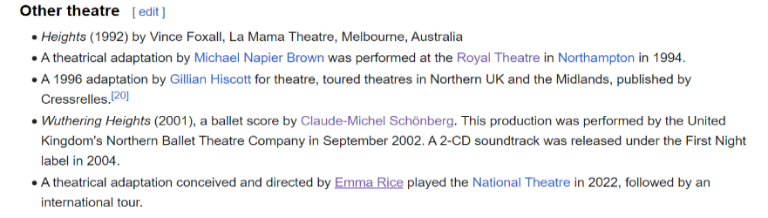 Other theatre [edit]
• Heights (1992) by Vince Foxall, La Mama Theatre, Melbourne, Australia
• A theatrical adaptation by Michael Napier Brown was performed at the Royal Theatre in Northampton in 1994.
• A 1996 adaptation by Gillian Hiscott for theatre, toured theatres in Northern UK and the Midlands, published by
Cressrelles.[20]
• Wuthering Heights (2001), a ballet score by Claude-Michel Schönberg. This production was performed by the United
Kingdom's Northern Ballet Theatre Company in September 2002. A 2-CD soundtrack was released under the First Night
label in 2004.
• A theatrical adaptation conceived and directed by Emma Rice played the National Theatre in 2022, followed by an
international tour.